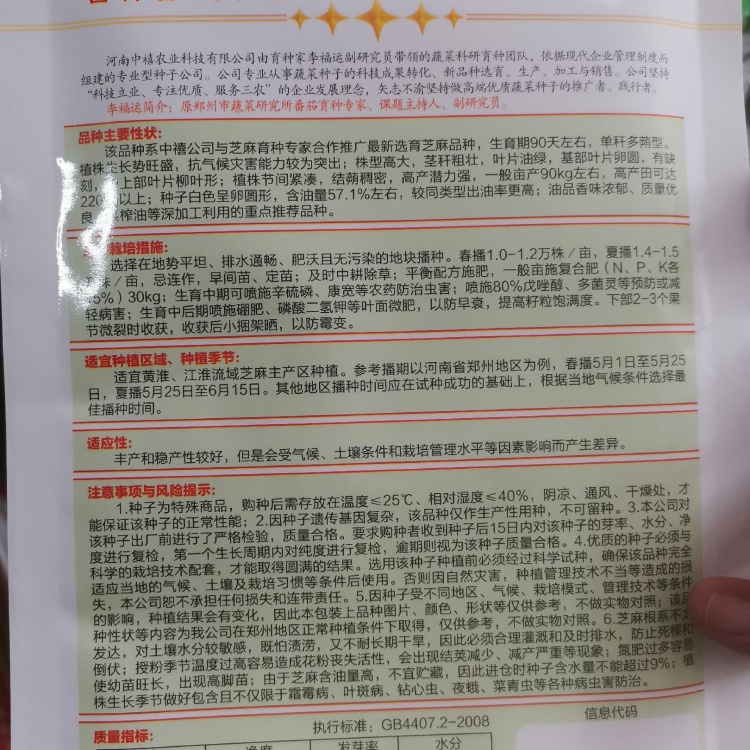 河南中禧农业科技有限公司由育种家李福运副研究员带领的蔬菜科研育种团队，依据现代企业管理制度而
组建的专业型种子公司。公司专业从事蔬菜种子的科技成果转化、新品种选育、生产、加工与销售。公司坚持
“科技立业、专注优质、服务三农”的企业发展理念，矢志不渝坚持做高端优质蔬菜种子的推广者、践行者。
李福运简介：原郑州市蔬菜研究所番茄育种专家、课题主持人、副研究员。
品种主要性状：
该品种系中禧公司与芝麻育种专家合作推广最新选育芝麻品种，生育期90天左右，单秆多蒴型。
植株生长势旺盛，抗气候灾害能力较为突出；株型高大，茎秆粗壮，叶片油绿，基部叶片卵圆，有缺
刻，中上部叶片柳叶形；植株节间紧凑，结蒴稠密，高产潜力强，一般亩产90kg左右，高产田可达
220 以上；种子白色呈卵圆形，含油量57.1%左右，较同类型出油率更高；油品香味浓郁、质量优
良 榨油等深加工利用的重点推荐品种。
栽培措施：
选择在地势平坦、排水通畅、肥沃且无污染的地块播种。春播1.0-1.2万株／亩，夏播1.4-1.5
株／亩，忌连作，早间苗、定苗；及时中耕除草；平衡配方施肥，一般亩施复合肥（N、P、K各
5%）30kg；生育中期可喷施辛硫磷、康宽等农药防治虫害；喷施80%戊唑醇、多菌灵等预防或减
轻病害；生育中后期喷施硼肥、磷酸二氢钾等叶面微肥，以防早衰，提高籽粒饱满度。下部2-3个果
节微裂时收获，收获后小捆架晒，以防霉变。
适宜种植区域、种植季节：
适宜黄淮、江淮流域芝麻主产区种植。参考播期以河南省郑州地区为例，春播5月1日至5月25
日，夏播5月25日至6月15日。其他地区播种时间应在试种成功的基础上，根据当地气候条件选择最
佳播种时间。
适应性：
丰产和稳产性较好，但是会受气候、土壤条件和栽培管理水平等因素影响而产生差异。
注意事项与风险提示：
1.种子为特殊商品，购种后需存放在温度≤25℃、相对湿度≤40%，阴凉、通风、干燥处，才
能保证该种子的正常性能；2.因种子遗传基因复杂，该品种仅作生产性用种，不可留种。3.本公司对
该种子出厂前进行了严格检验，质量合格。要求购种者收到种子后15日内对该种子的芽率、水分、净
度进行复检，第一个生长周期内对纯度进行复检，逾期则视为该种子质量合格。4.优质的种子必须与
科学的栽培技术配套，才能取得圆满的结果。选用该种子种植前必须经过科学试种，确保该品种完全
适应当地的气候、土壤及栽培习惯等条件后使用。否则因自然灾害，种植管理技术不当等造成的损
失，本公司恕不承担任何损失和连带责任。5.因种子受不同地区、气候、栽培模式、管理技术等条件
的影响，种植结果会有变化，因此本包装上品种图片、颜色、形状等仅供参考，不做实物对照；该品
种性状等内容为我公司在郑州地区正常种植条件下取得，仅供参考，不做实物对照。6.芝麻根系不
发达，对土壤水分较敏感，既怕渍涝，又不耐长期干旱，因此必须合理灌溉和及时排水，防止死棵和
倒伏；授粉季节温度过高容易造成花粉丧失活性，会出现结荚减少、减产严重等现象；氮肥过多容易
使幼苗旺长，出现高脚苗；由于芝麻含油量高，不宜贮藏，因此进仓时种子含水量不能超过9%；植
株生长季节做好包含且不仅限于霜霉病、叶斑病、钻心虫、夜蛾、菜青虫等各种病虫害防治。
质量指标：
执行标准：GB4407.2-2008
信息代码
净度
发芽率
水分